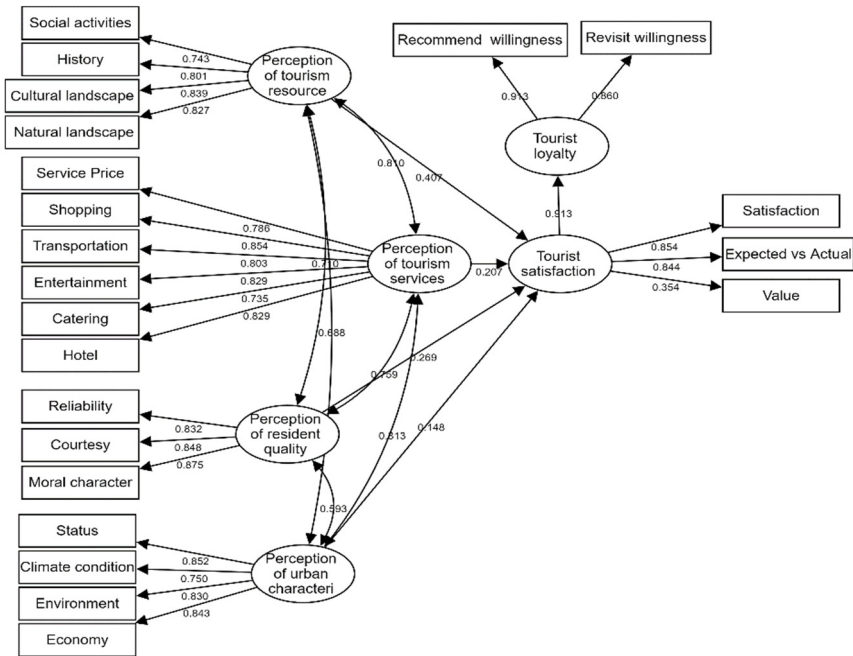 Social activities
History
Cultural landscape
Natural landscape
0.743
0.801
0.839
0.827
Perception
of tourism
resource
Recommend willingness
Revisit willingness
0.913
0.860
Tourist
loyalty
0.913
0.810
0.407
Service Price
Shopping
Transportation
Entertainment
Catering
Hotel
0.786
0.854
0.803
0.829
0.735
0.829
Perception
of tourism
services
0.207
Tourist
satisfaction
0.854
0.844
0.354
Satisfaction
Expected vs Actual
Value
0.688
0.269
0.759
0.148
Reliability
Courtesy
Moral character
0.832
0.848
0.875
Perception
of resident
quality
0.593
Status
Climate condition
Environment
Economy
0.852
0.750
0.830
0.843
Perception
of urban
characteri